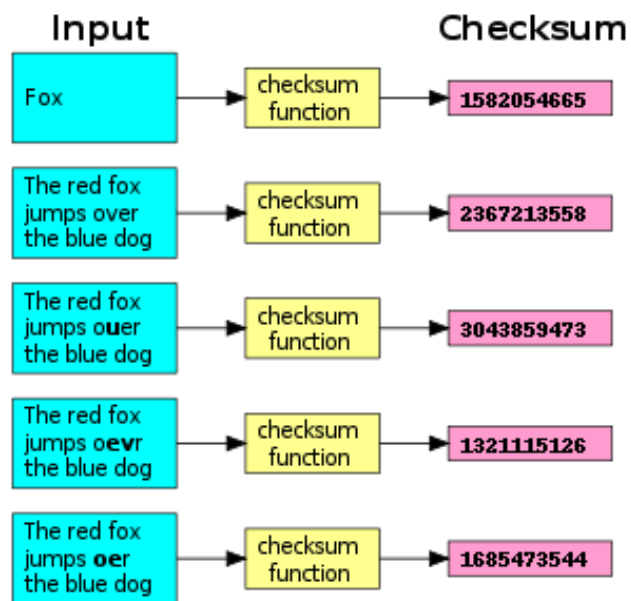 Input Checksum
Fox
checksum
function
1582054665
The red fox
jumps over
the blue dog
checksum
function
2367213558
The red fox
jumps ouer
the blue dog
checksum
function
3043859473
The red fox
jumps oevr
the blue dog
checksum
function
1321115126
The red fox
jumps oer
the blue dog
checksum
function
1685473544